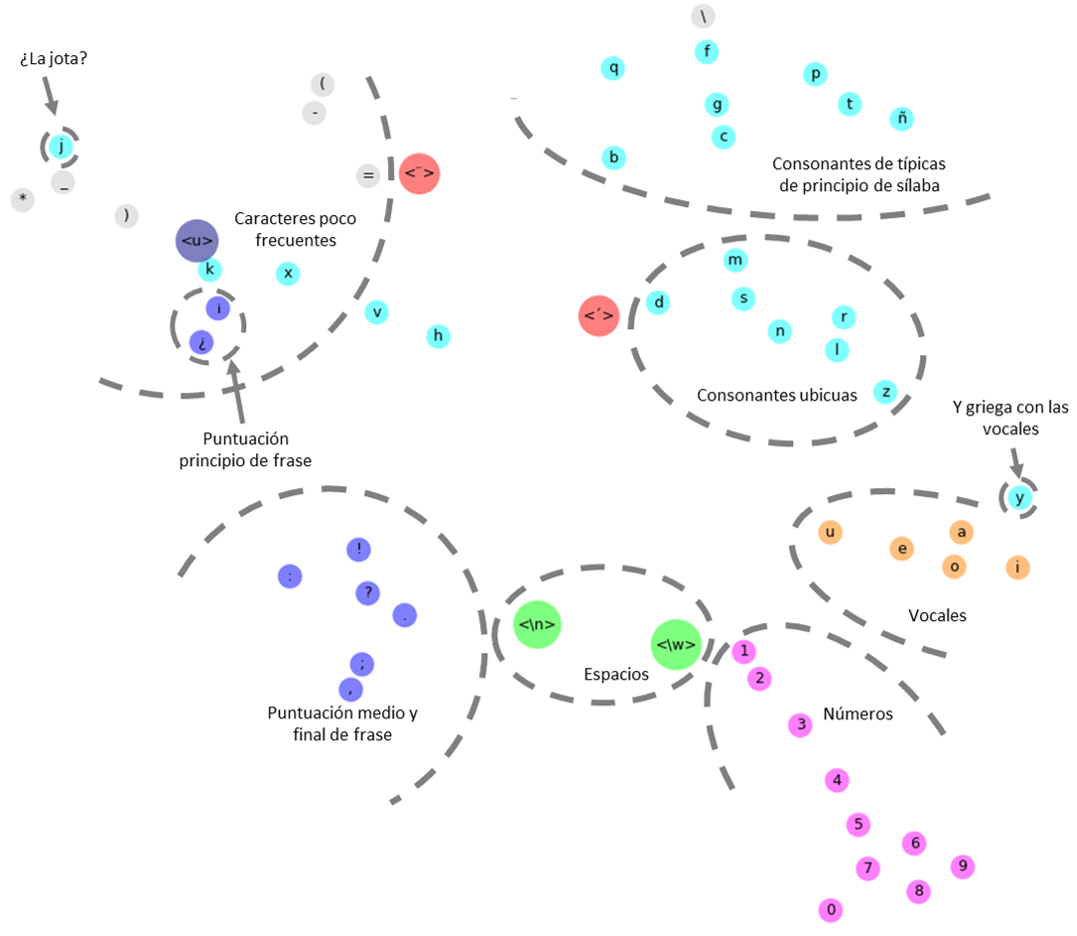 \
¿La jota?
f
q
p
(
g
t
-
ñ
c
j
b
Consonantes de típicas
de principio de sílaba
=
<¨>
_
*
)
Caracteres poco
frecuentes
<u>
m
k
x
s
d
i
v
<´>
r
n
h
¿
l
z
Consonantes ubicuas
Y griega con las
vocales
Puntuación
principio de frase
y
u
a
!
e
o
i
:
?
.
Vocales
<\n>
<\w>
1
;
Espacios
2
,
Puntuación medio y
final de frase
3
Números
4
5
6
7
9
8
0